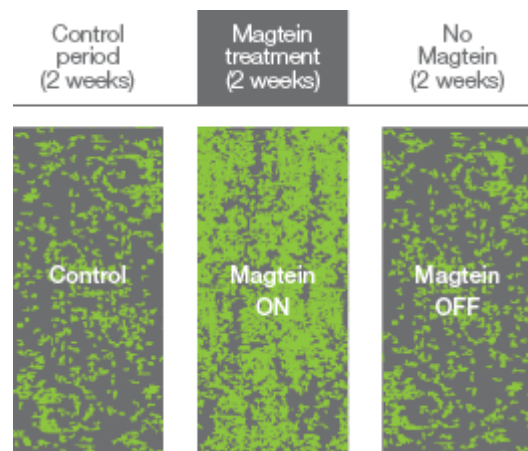 Control
period
(2 weeks)
Magtein
treatment
(2 weeks)
No
Magtein
(2 weeks)
Control
Magtein
ON
Magtein
OFF